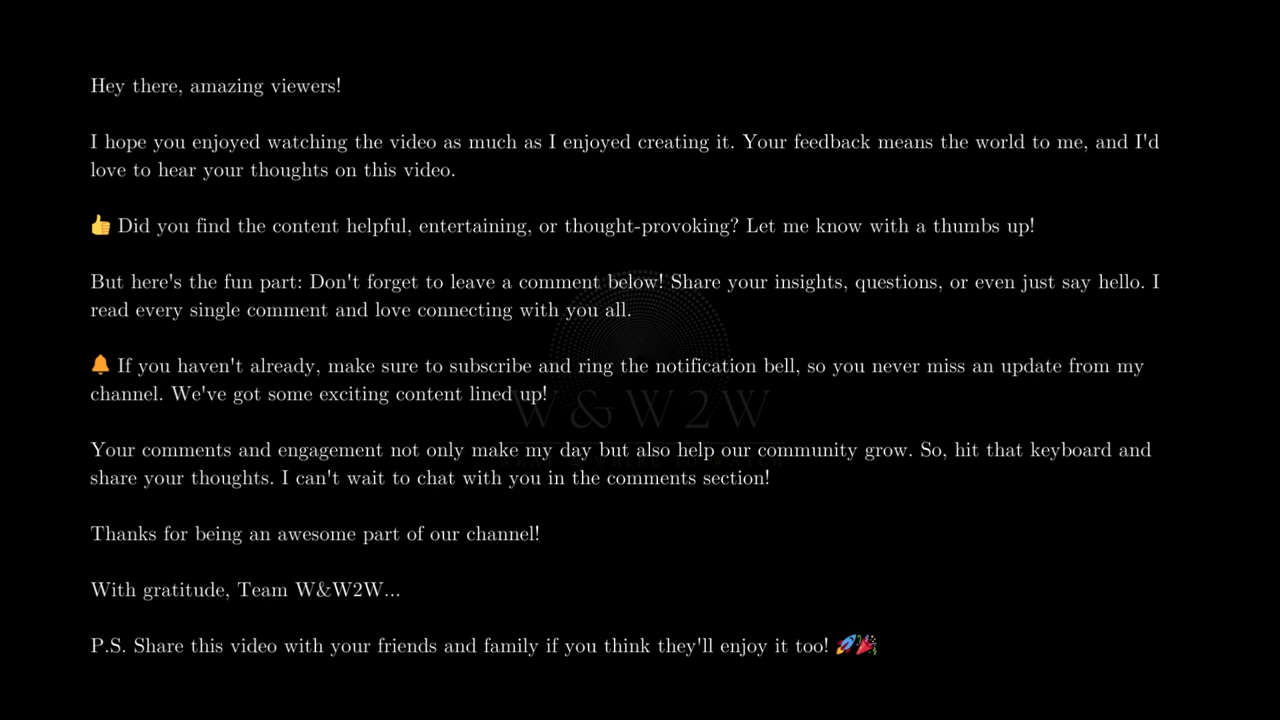 Hey there, amazing viewers!
I hope you enjoyed watching the video as much as I enjoyed creating it. Your feedback means the world to me, and I'd
love to hear your thoughts on this video.
👍 Did you find the content helpful, entertaining, or thought-provoking? Let me know with a thumbs up!
But here's the fun part: Don't forget to leave a comment below! Share your insights, questions, or even just say hello. I
read every single comment and love connecting with you all.
🔔 If you haven't already, make sure to subscribe and ring the notification bell, so you never miss an update from my
channel. We've got some exciting content lined up!
W&W2W
Your comments and engagement not only make my day but also help our community grow. So, hit that keyboard and
share your thoughts. I can't wait to chat with you in the comments section!
Thanks for being an awesome part of our channel!
With gratitude, Team W&W2W...
P.S. Share this video with your friends and family if you think they'll enjoy it too! 🚀🎉